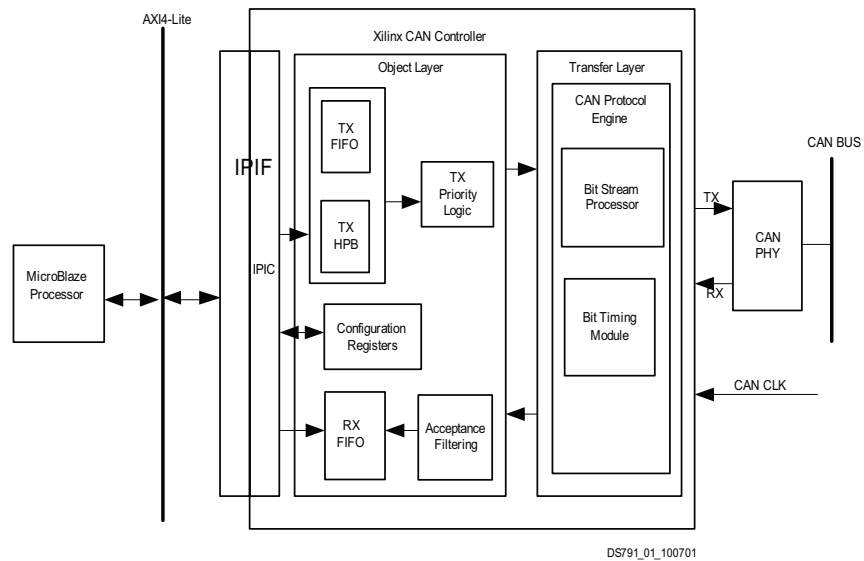 AXI4-Lite
Xilinx CAN Controller
Object Layer
Transfer Layer
CAN Protocol
Engine
TX
FIFO
CAN BUS
IPIF
TX
Priority
Logic
Bit Stream
Processor
TX
CAN
PHY
TX
HPB
IPIC
MicroBlaze
Processor
RX
Configuration
Registers
Bit Timing
Module
CAN CLK
RX
FIFO
Acceptance
Filtering
DS791_01_100701